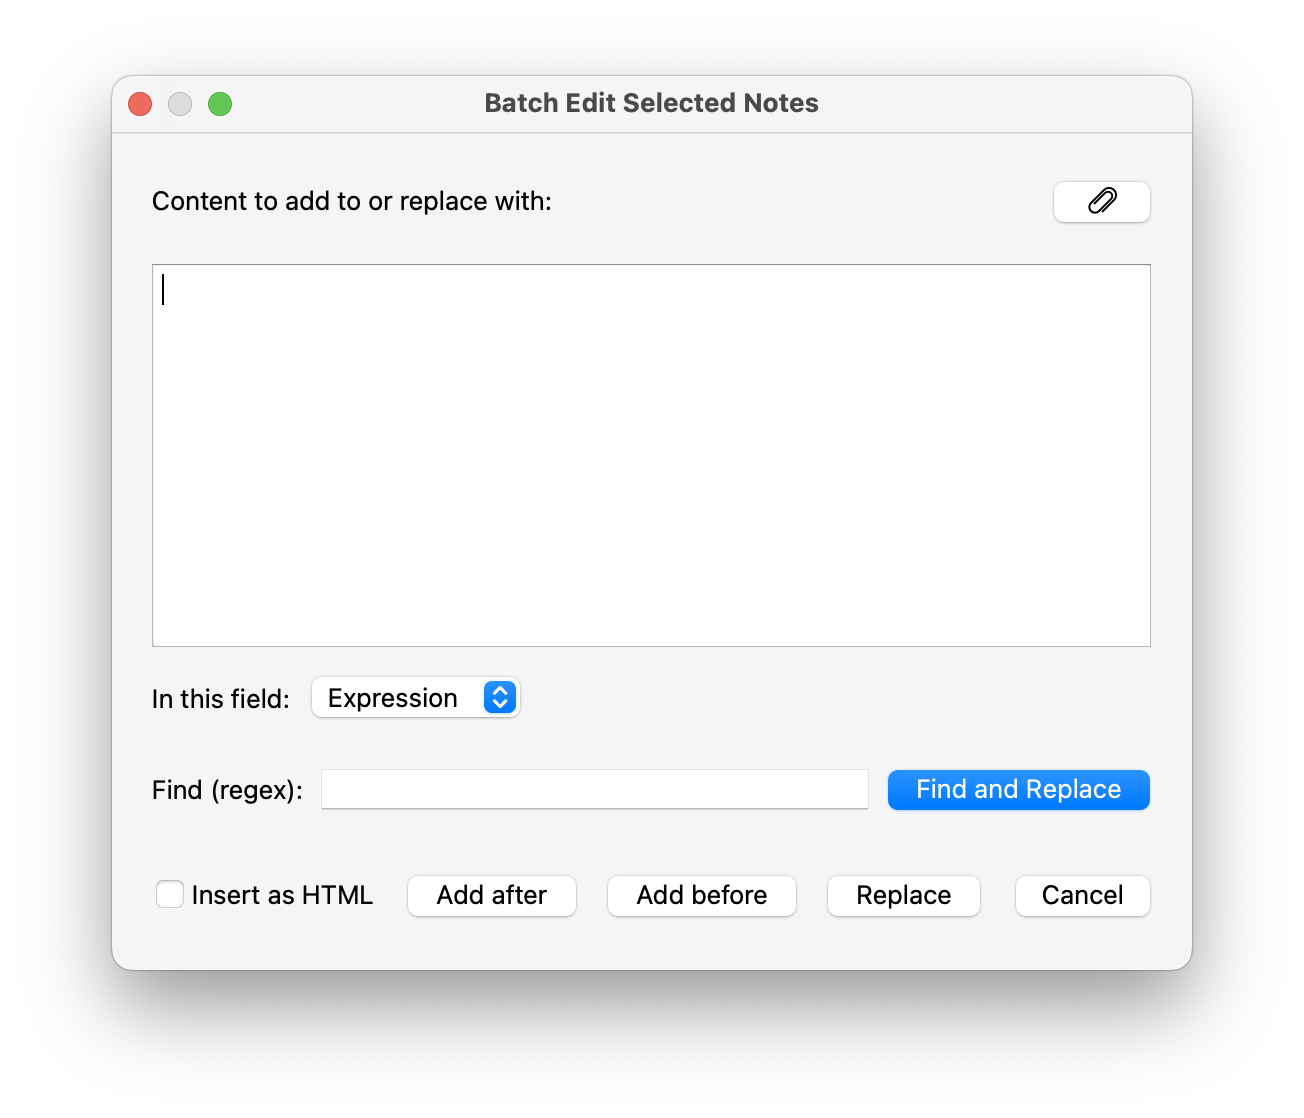 Batch Edit Selected Notes
Content to add to or replace with:
In this field: Expression
Find (regex): Find and Replace
Insert as HTML Add after Add before Replace Cancel